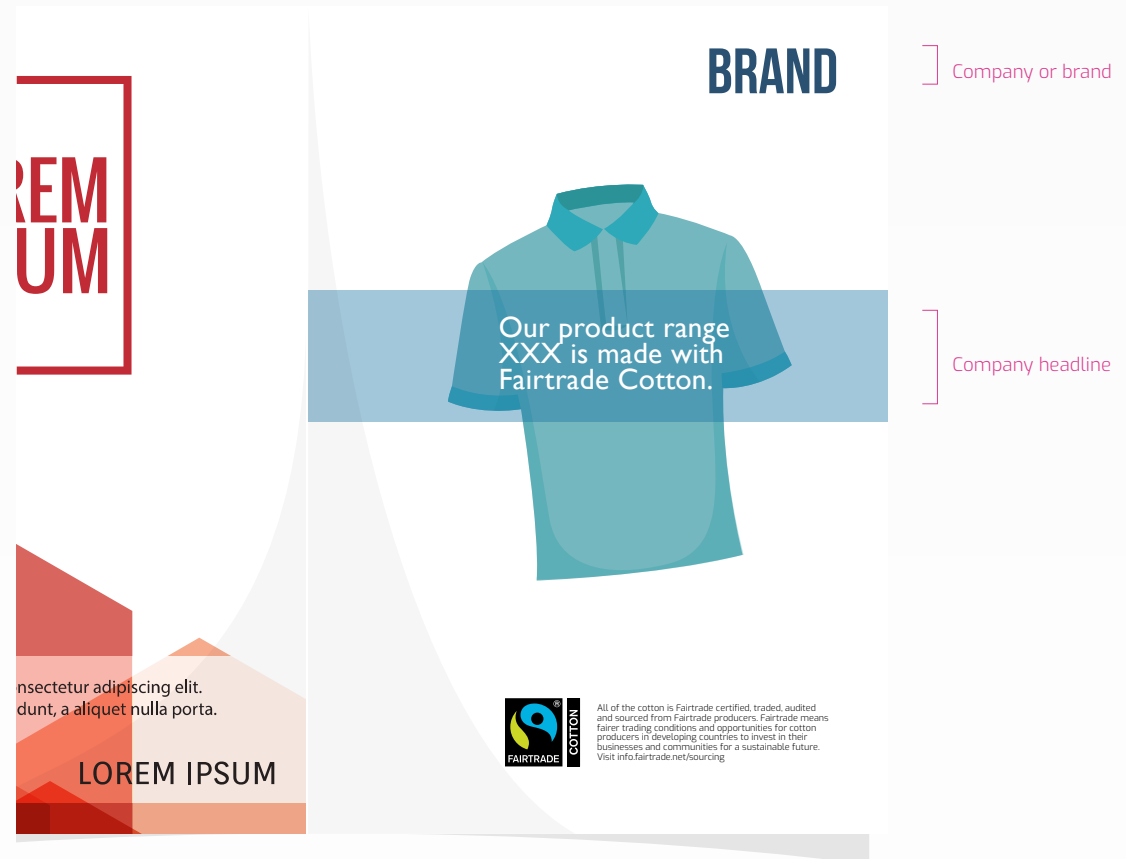 REM
UM
nsectetur adipiscing elit.
dunt, a aliquet nulla porta.
LOREM IPSUM
BRAND
Our product range
XXX is made with
Fairtrade Cotton.
®
FAIRTRADE
COTTON
All of the cotton is Fairtrade certified, traded, audited
and sourced from Fairtrade producers. Fairtrade means
fairer trading conditions and opportunities for cotton
producers in developing countries to invest in their
businesses and communities for a sustainable future.
Visit info.fairtrade.net/sourcing
Company or brand
Company headline